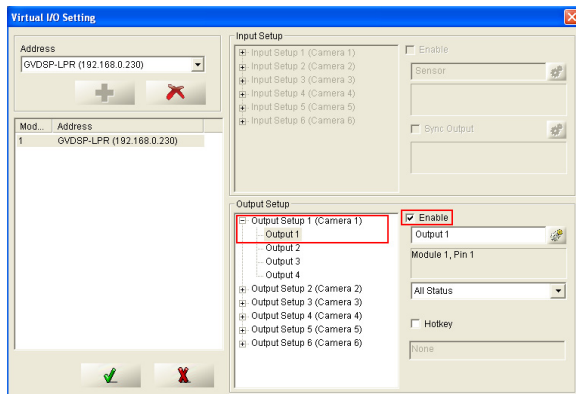 Virtual I/O Setting
Address
GVDSP-LPR (192.168.0.230)
Mod... Address
1 GVDSP-LPR (192.168.0.230)
Input Setup
Input Setup 1 (Camera 1)
Input Setup 2 (Camera 2)
Input Setup 3 (Camera 3)
Input Setup 4 (Camera 4)
Input Setup 5 (Camera 5)
Input Setup 6 (Camera 6)
Enable
Sensor
Sync Output
Output Setup
Output Setup 1 (Camera 1)
Output 1
Output 2
Output 3
Output 4
Output Setup 2 (Camera 2)
Output Setup 3 (Camera 3)
Output Setup 4 (Camera 4)
Output Setup 5 (Camera 5)
Output Setup 6 (Camera 6)
Enable
Output 1
Module 1, Pin 1
All Status
Hotkey
None